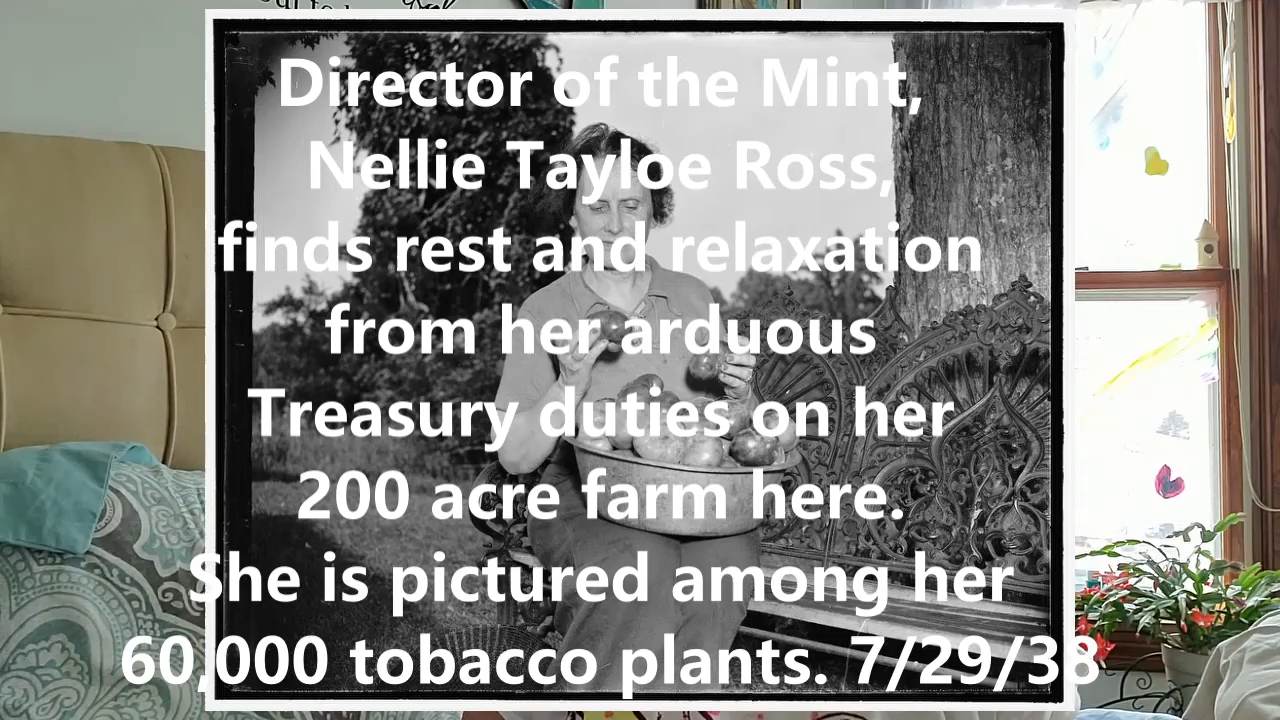 Director of the Mint,
Nellie Tayloe Ross,
finds rest and relaxation
from her arduous
Treasury duties on her
200 acre farm here.
She is pictured among her
60,000 tobacco plants. 7/29/38